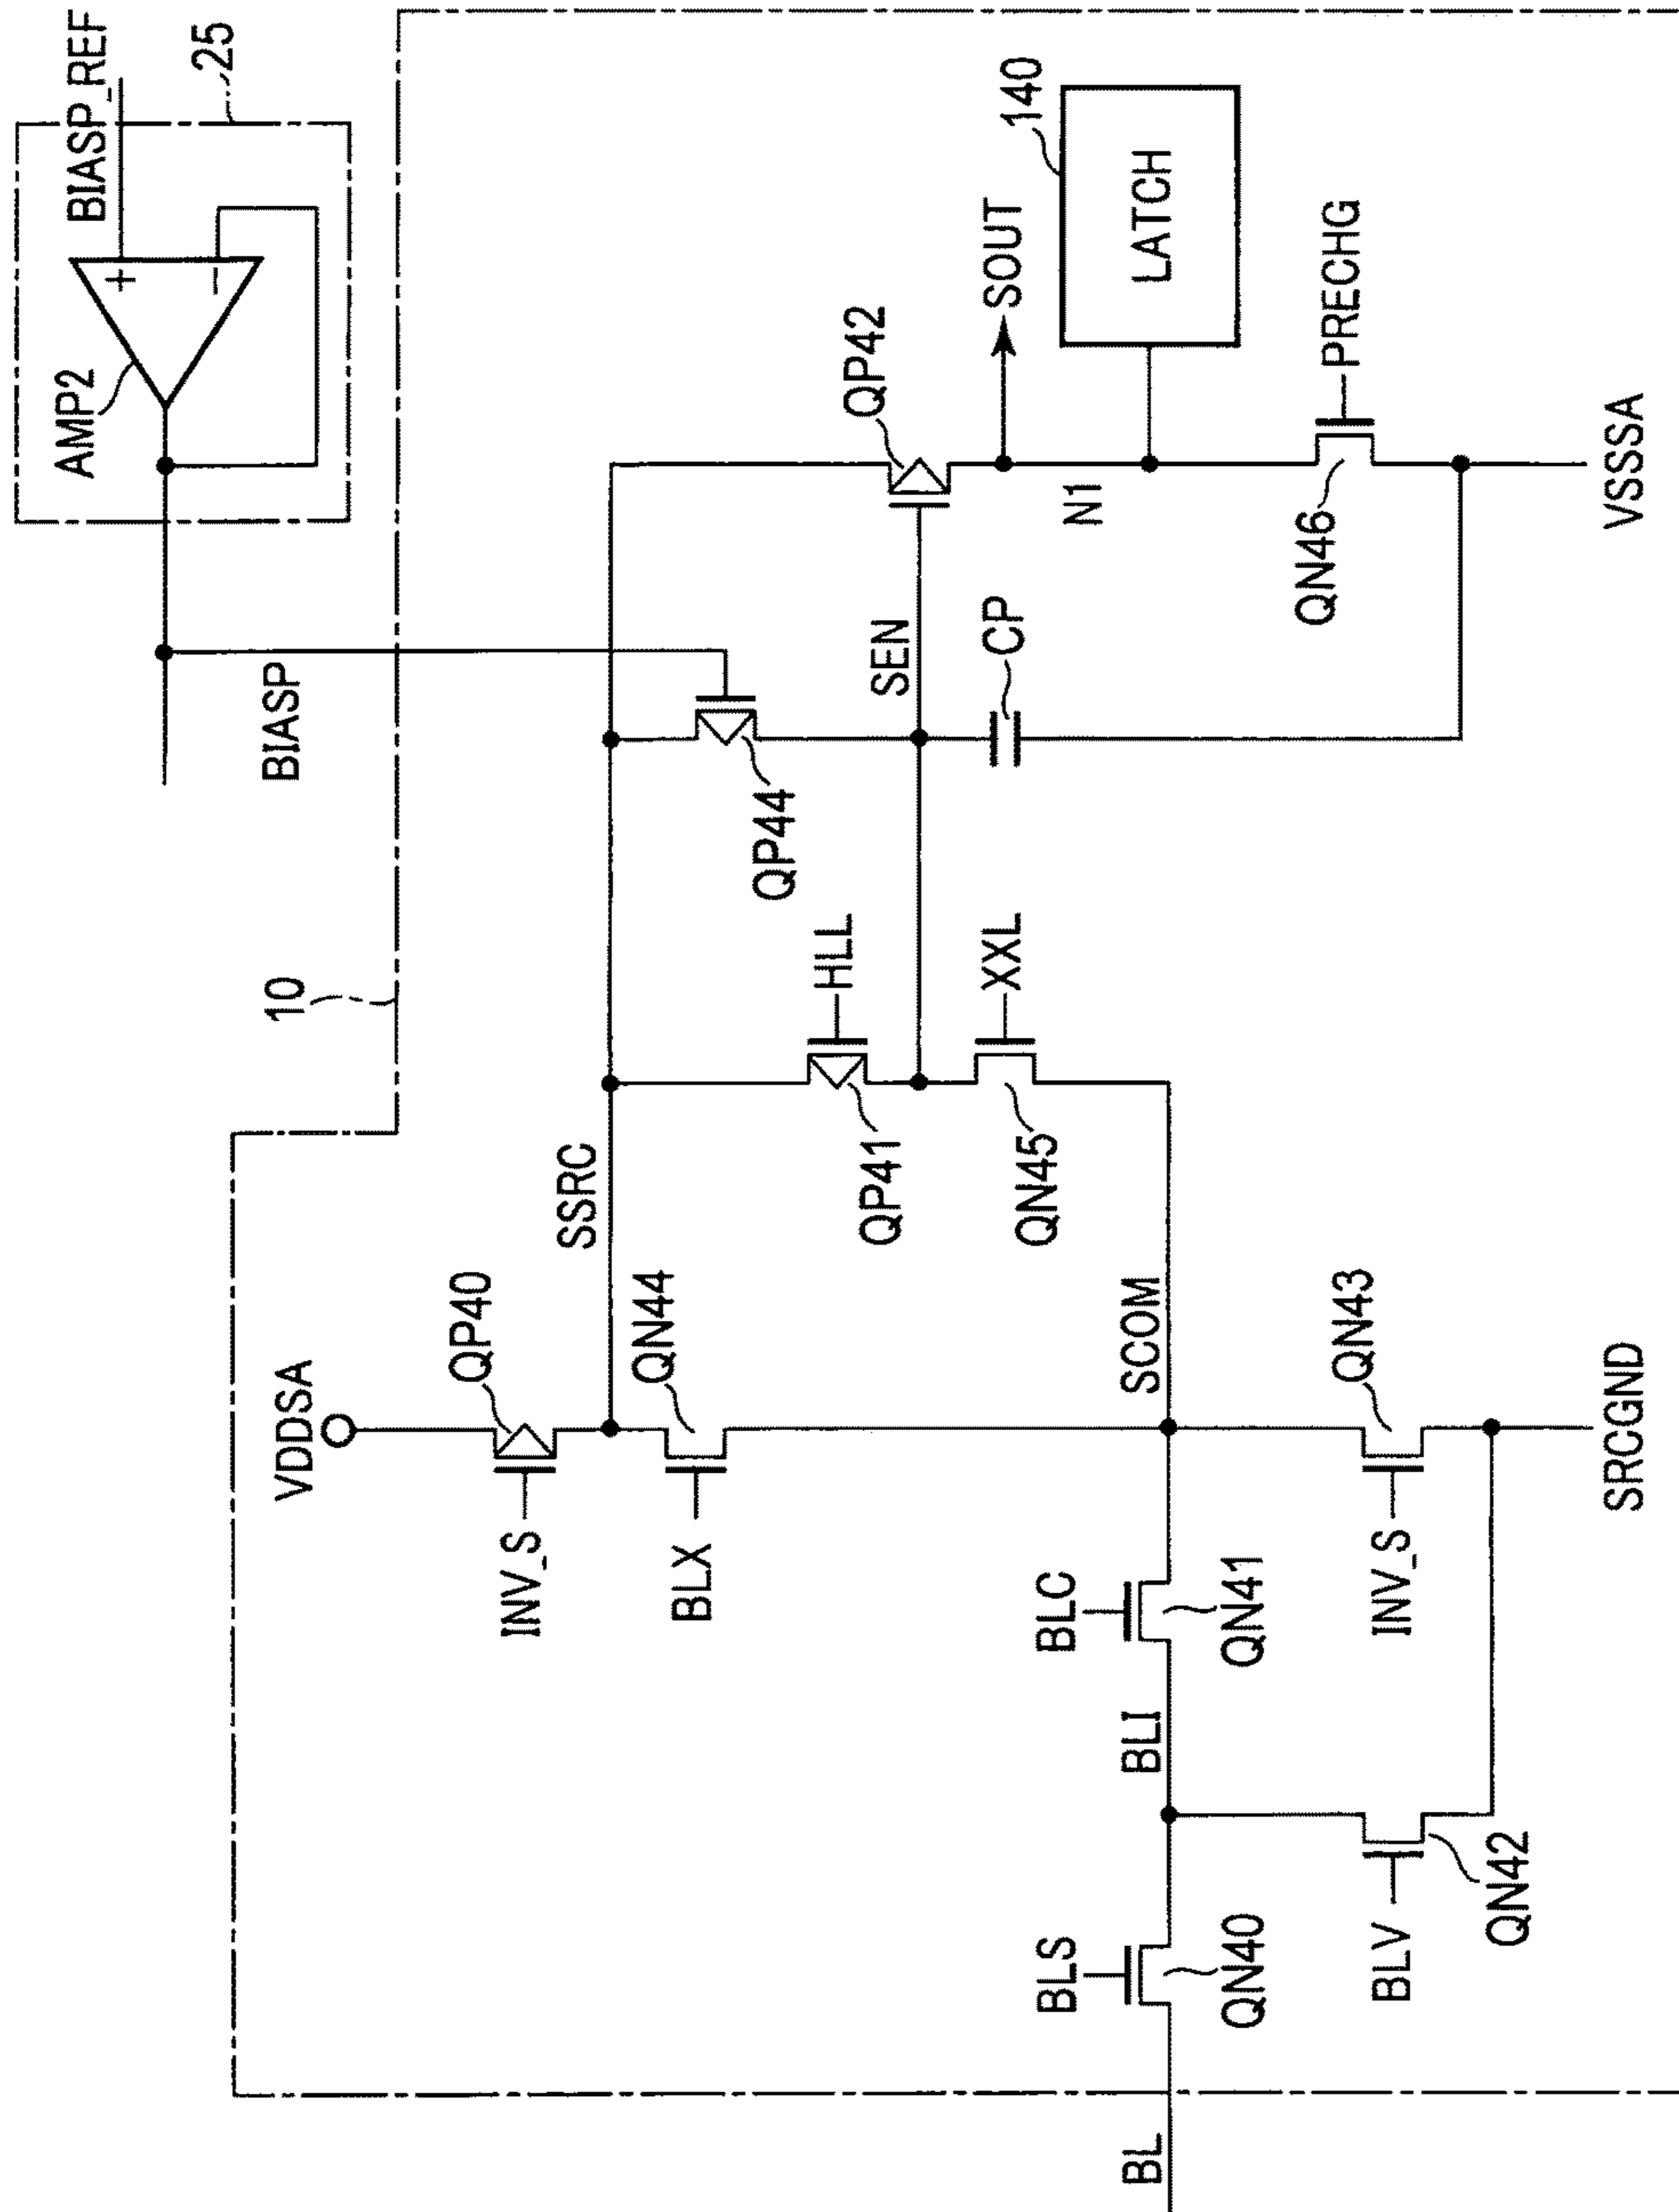 BIASP_REF
25
AMP2
BIASP
10
VDDSA
INV_S
QP40
BLX
QN44
SSRC
QP41
HLL
QP44
SEN
QP42
CP
SOUT
140
LATCH
N1
QN46
PRECHG
VSSSA
QN45
XXL
SCOM
BLC
QN41
BLI
BLS
QN40
BL
BLV
QN42
INV_S
QN43
SRCGND